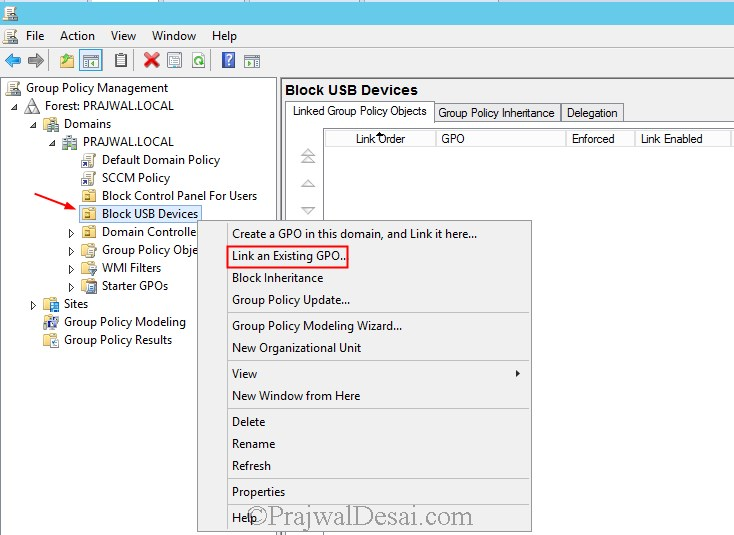 File Action View Window Help
Group Policy Management
Forest: PRAJWAL.LOCAL
Domains
PRAJWAL.LOCAL
Default Domain Policy
SCCM Policy
Block Control Panel For Users
Block USB Devices
Domain Controlle
Group Policy Obje
WMI Filters
Starter GPOs
Sites
Group Policy Modeling
Group Policy Results
Block USB Devices
Linked Group Policy Objects Group Policy Inheritance Delegation
Link Order GPO Enforced Link Enabled
Create a GPO in this domain, and Link it here...
Link an Existing GPO...
Block Inheritance
Group Policy Update...
Group Policy Modeling Wizard...
New Organizational Unit
View
New Window from Here
Delete
Rename
Refresh
Properties
Help
©PrajwalDesai.com